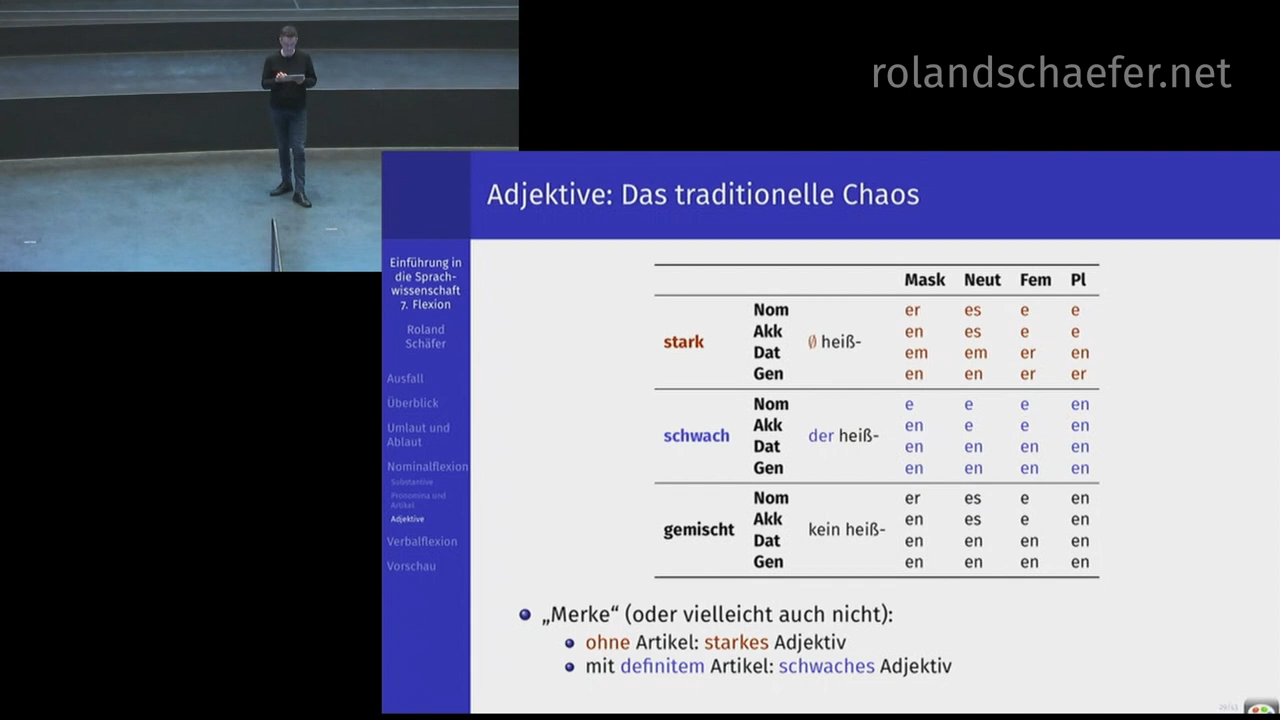 rolandschaefer.net
Adjektive: Das traditionelle Chaos
Einführung in
die Sprach-
wissenschaft
7. Flexion
Roland
Schäfer
Ausfall
Überblick
Umlaut und
Ablaut
Nominalflexion
Substantive
Pronomina und
Artikel
Adjektive
Verbalflexion
Vorschau
Mask Neut Fem Pl
Nom er es e e
Akk en es e e
stark ∅ heiß-
Dat em em er en
Gen en en er er
Nom e e e en
Akk en e e en
schwach der heiß-
Dat en en en en
Gen en en en en
Nom er es e en
Akk en es e en
gemischt kein heiß-
Dat en en en en
Gen en en en en
„Merke“ (oder vielleicht auch nicht):
ohne Artikel: starkes Adjektiv
mit definitem Artikel: schwaches Adjektiv